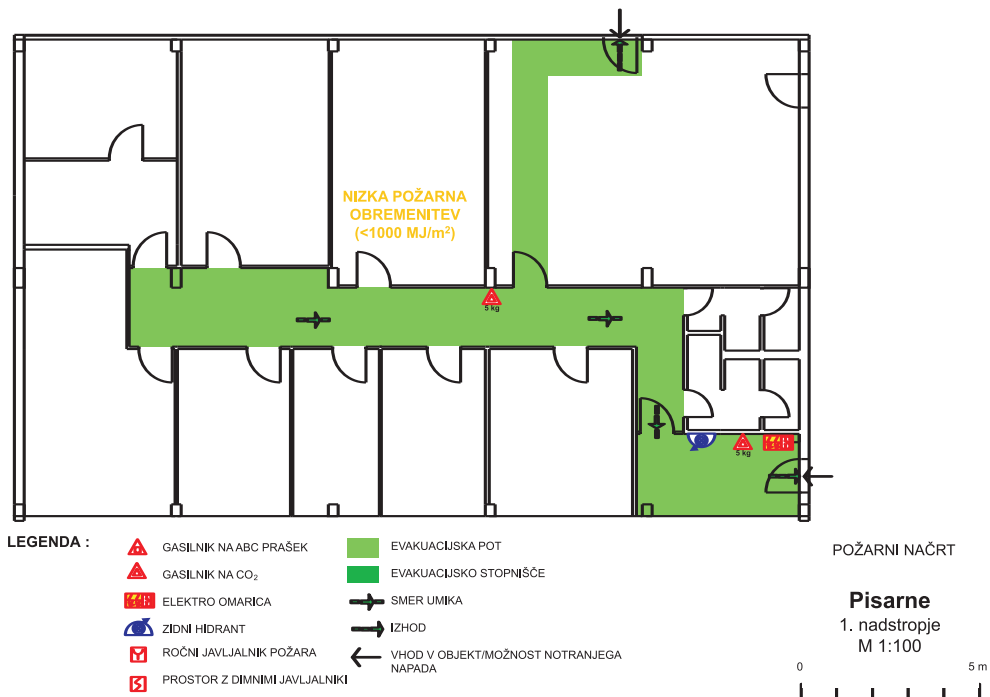 NIZKA POŽARNA
OBREMENITEV
(<1000 MJ/m²)
5 kg
5 kg
LEGENDA :
GASILNIK NA ABC PRAŠEK
GASILNIK NA CO₂
ELEKTRO OMARICA
ZIDNI HIDRANT
ROČNI JAVLJALNIK POŽARA
PROSTOR Z DIMNIMI JAVLJALNIKI
EVAKUACIJSKA POT
EVAKUACIJSKO STOPNIŠČE
SMER UMIKA
IZHOD
VHOD V OBJEKT/MOŽNOST NOTRANJEGA
NAPADA
POŽARNI NAČRT
Pisarne
1. nadstropje
M 1:100
0 5 m